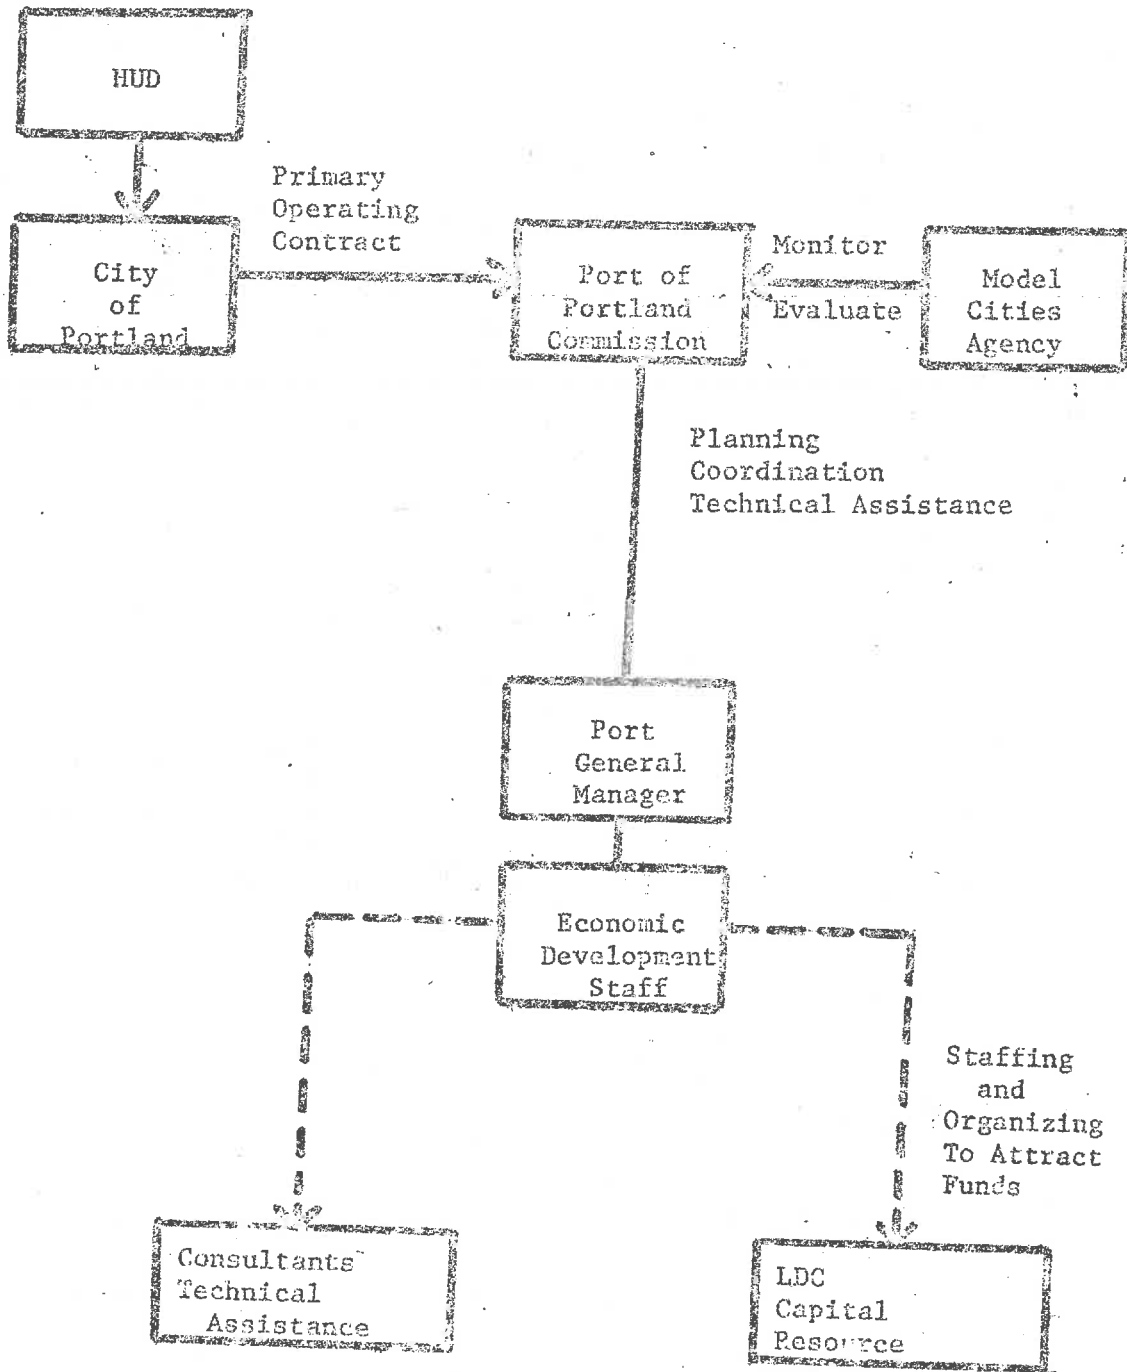 HUD
Primary
Operating
Contract
City
of
Portland
Port of
Portland
Commission
Monitor
Evaluate
Model
Cities
Agency
Planning
Coordination
Technical Assistance
Port
General
Manager
Economic
Development
Staff
Staffing
and
Organizing
To Attract
Funds
Consultants
Technical
Assistance
LDC
Capital
Resource